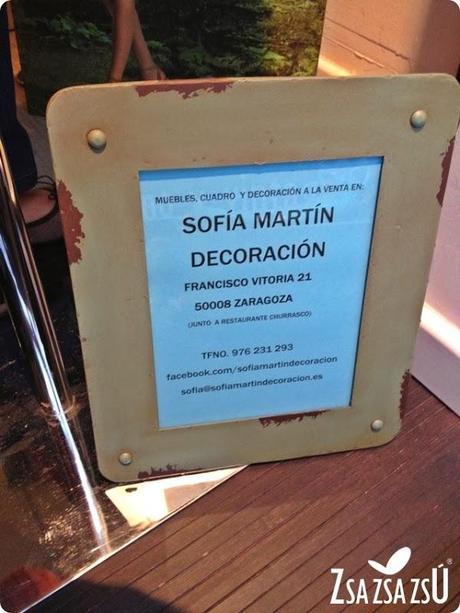 MUEBLES, CUADRO Y DECORACIÓN A LA VENTA EN:
SOFÍA MARTÍN
DECORACIÓN
FRANCISCO VITORIA 21
50008 ZARAGOZA
(JUNTO A RESTAURANTE CHURRASCO)
TFNO. 976 231 293
facebook.com/sofiamartindecoracion
sofia@sofiamartindecoracion.es
ZSAZSAZSÚ